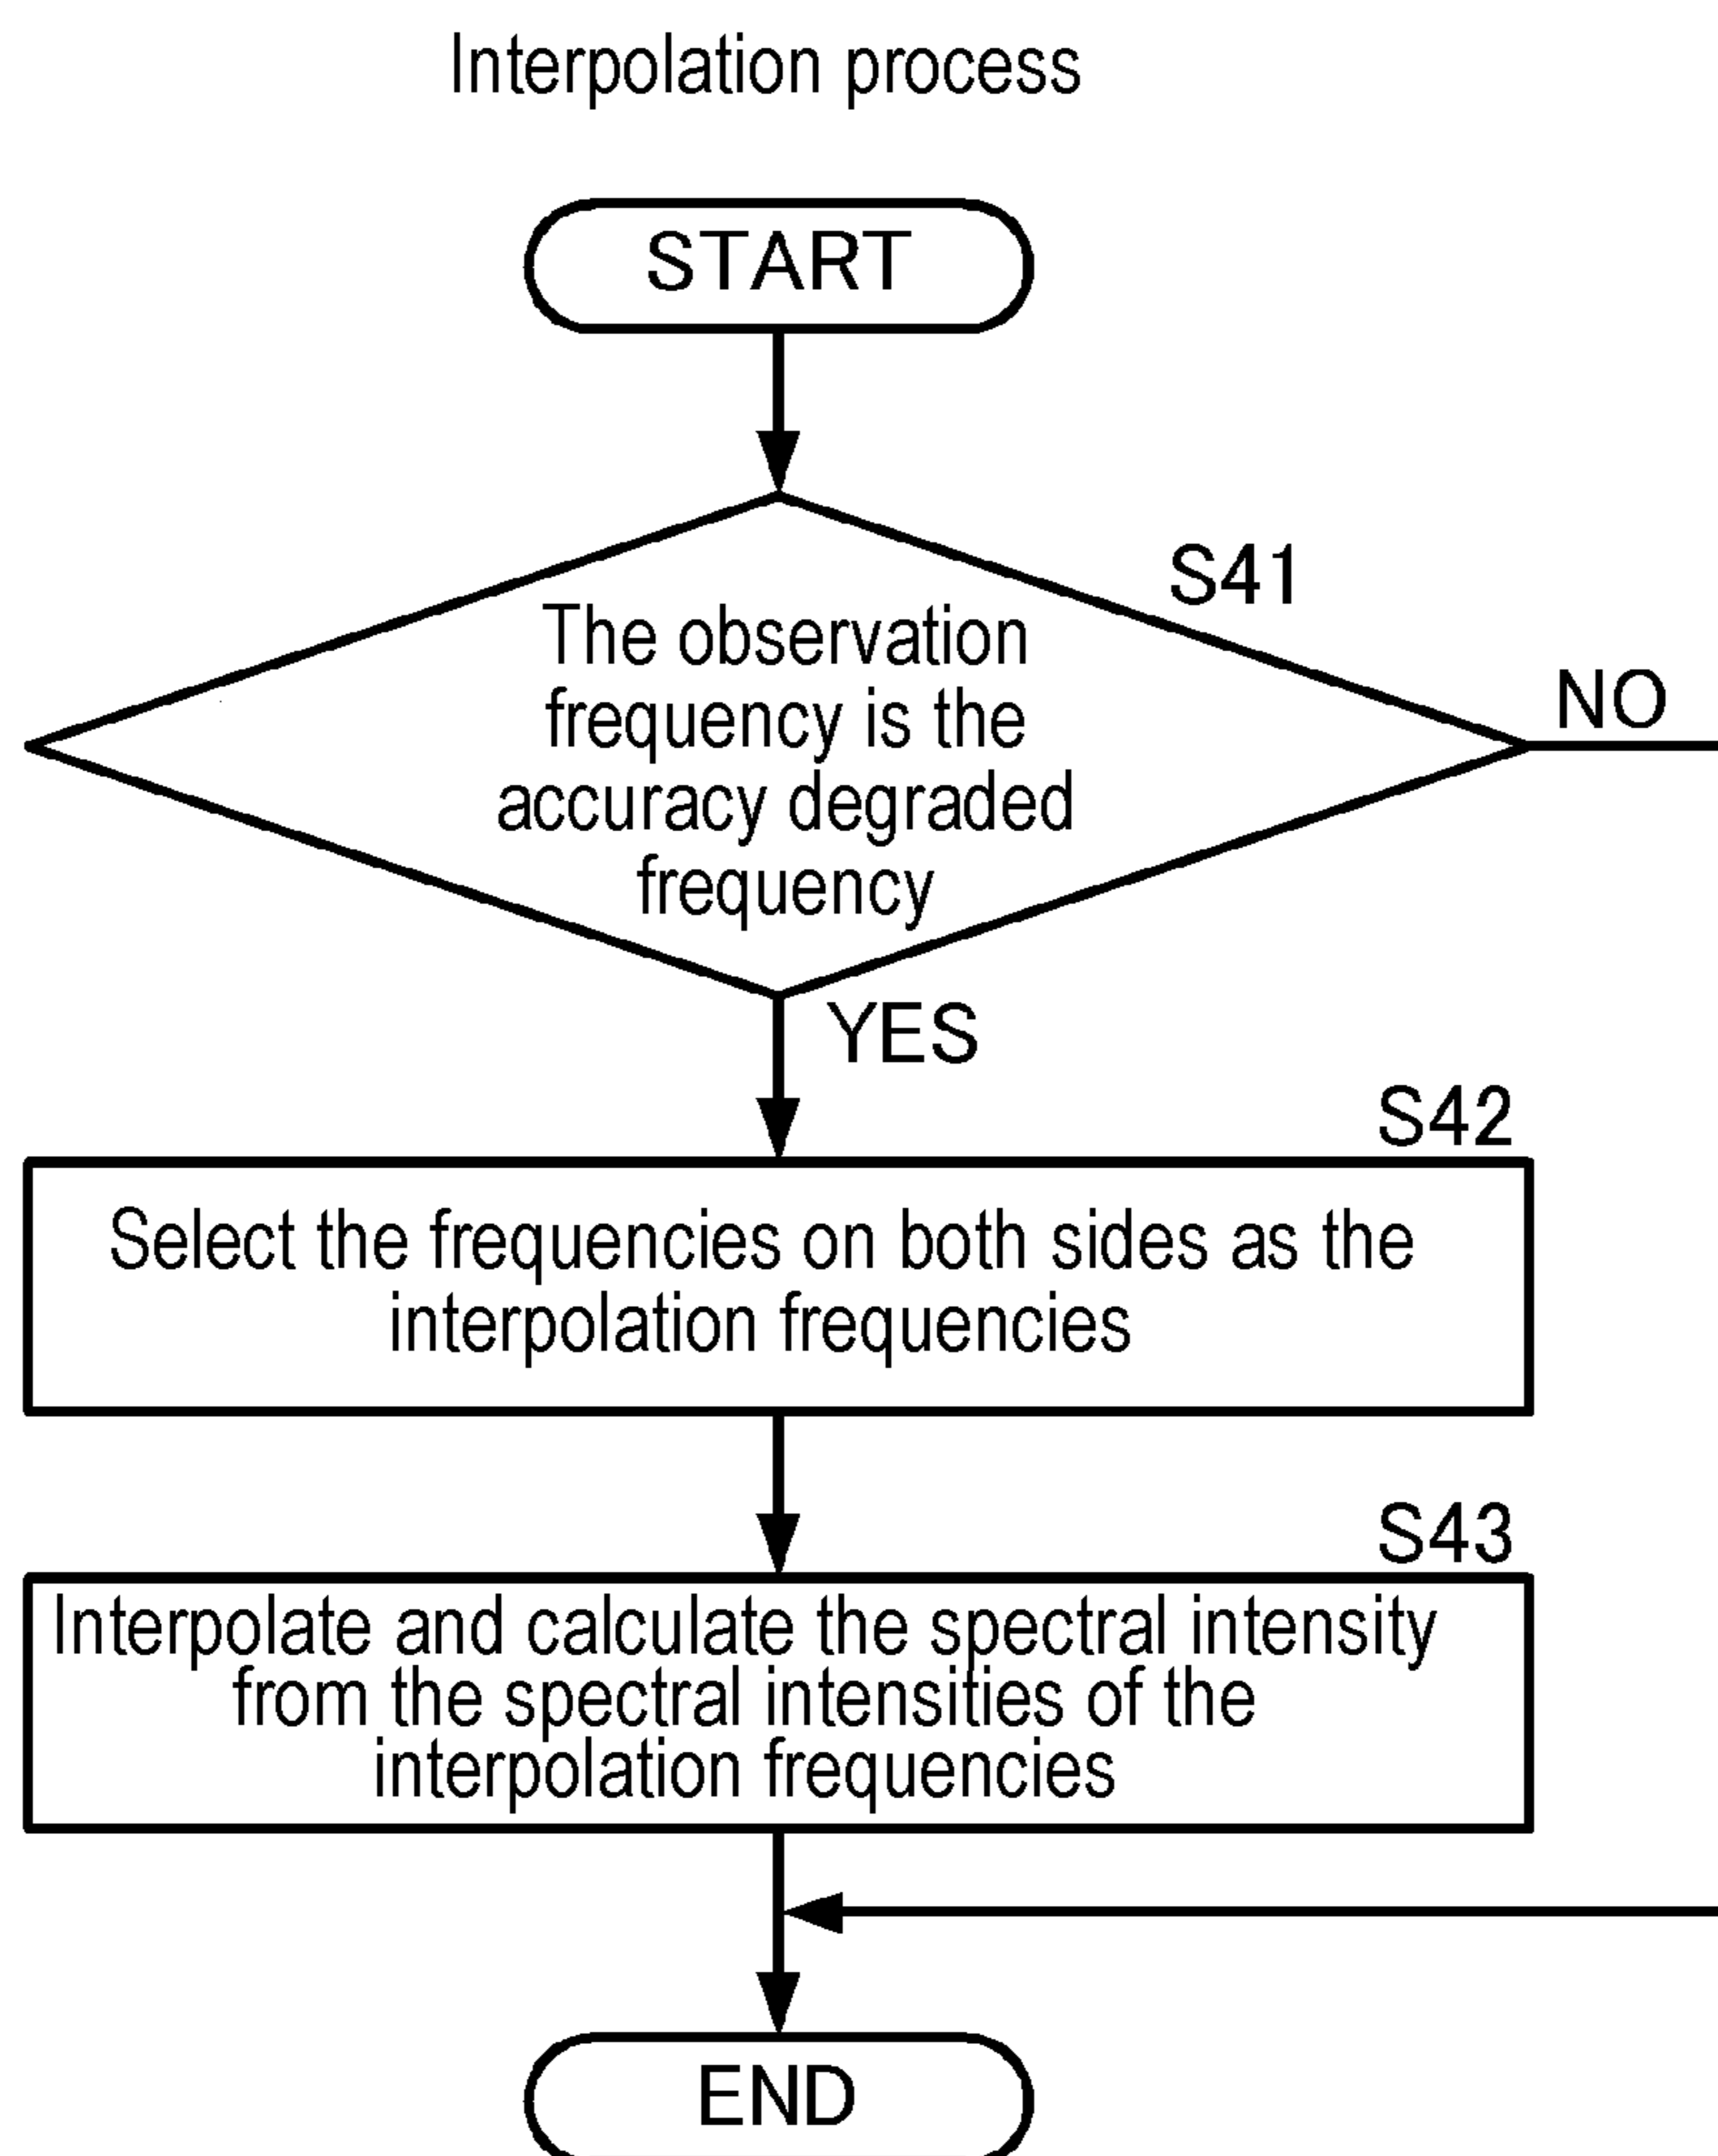 Interpolation process
START
S41
The observation
frequency is the
accuracy degraded
frequency
NO
YES
S42
Select the frequencies on both sides as the
interpolation frequencies
S43
Interpolate and calculate the spectral intensity
from the spectral intensities of the
interpolation frequencies
END